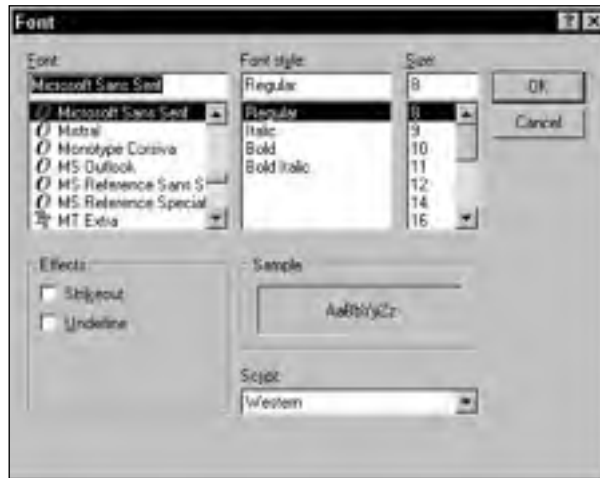 Font
Font:
Microsoft Sans Serif
Microsoft Sans Serif
Mistral
Monotype Corsiva
MS Outlook
MS Reference Sans S
MS Reference Special
MT Extra
Font style:
Regular
Regular
Italic
Bold
Bold Italic
Size:
8
8
9
10
11
12
14
16
OK
Cancel
Effects
Strikeout
Underline
Sample
AaBbYyZz
Script:
Western